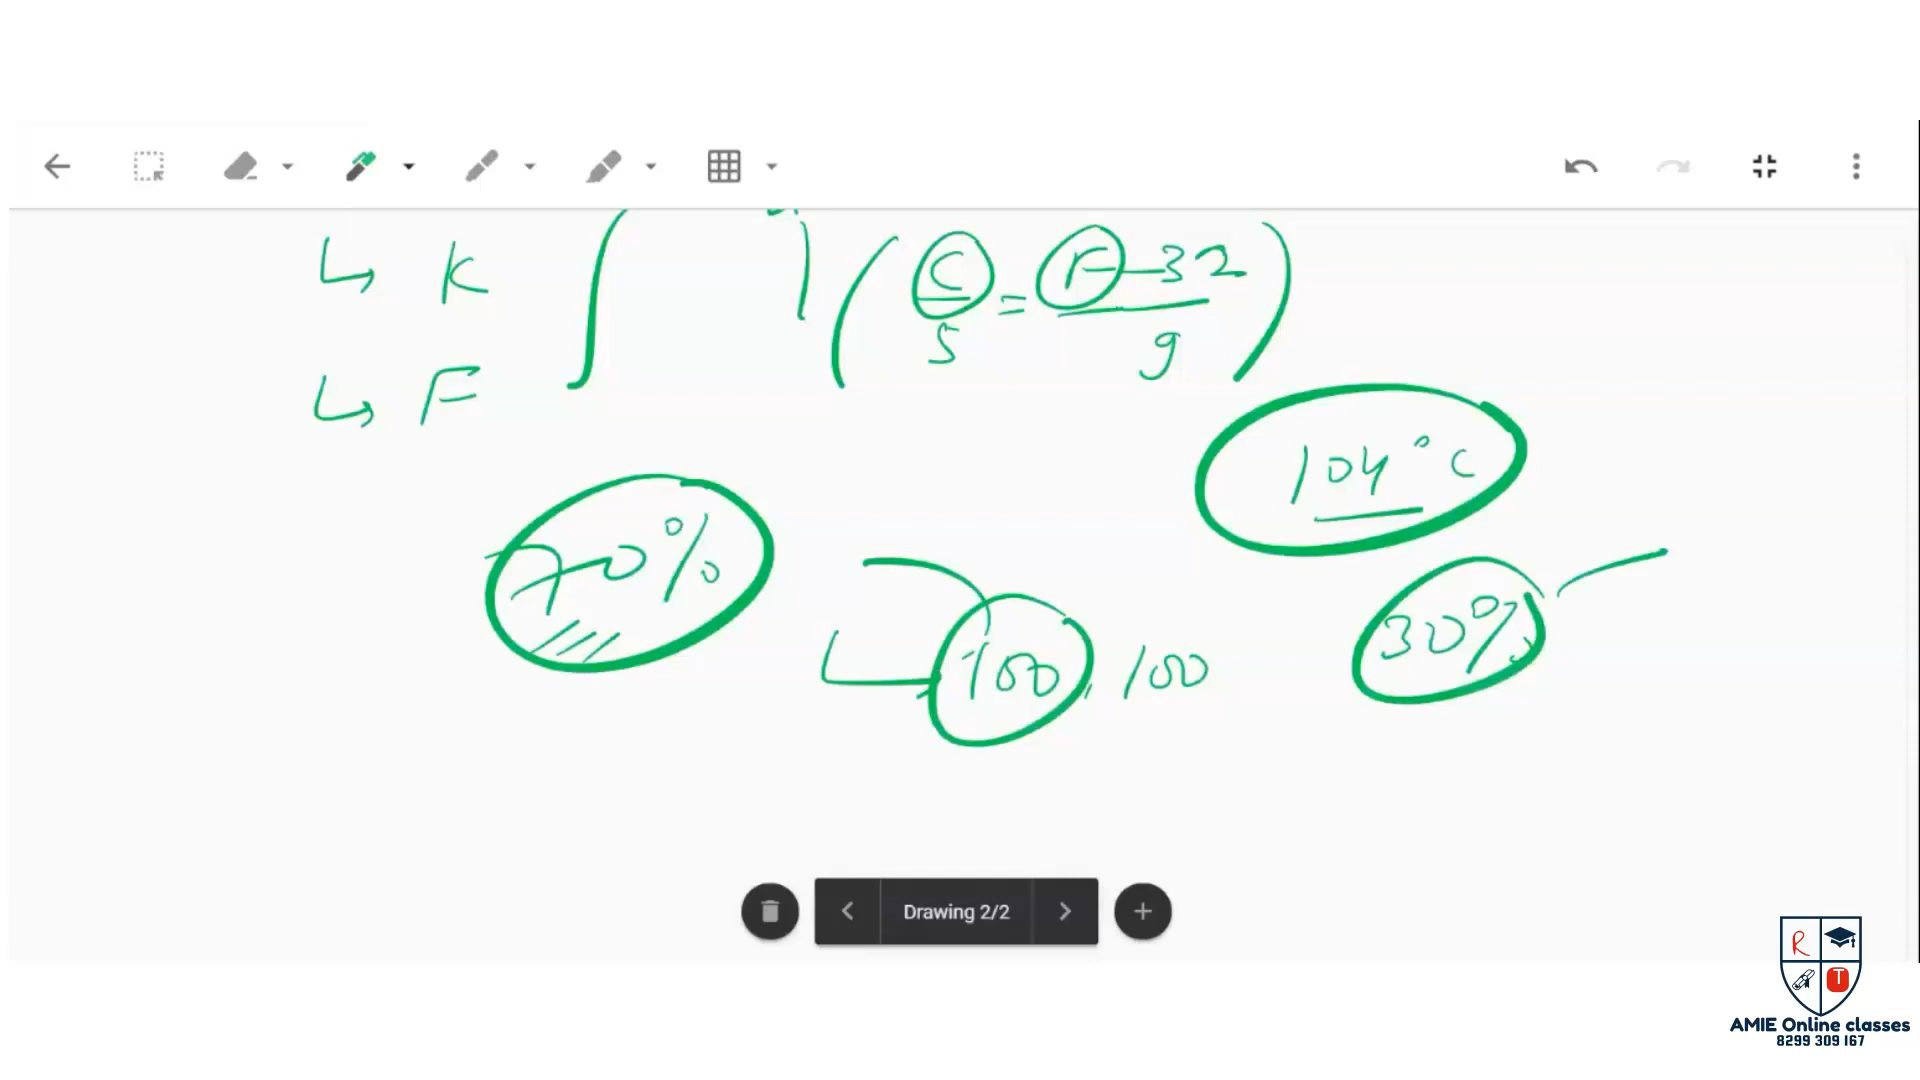 ↳ K
( C/5 = F-32/9 )
↳ F
104°C
70%
100, 100
30%
Drawing 2/2
R
T
AMIE Online classes
8299 309 167